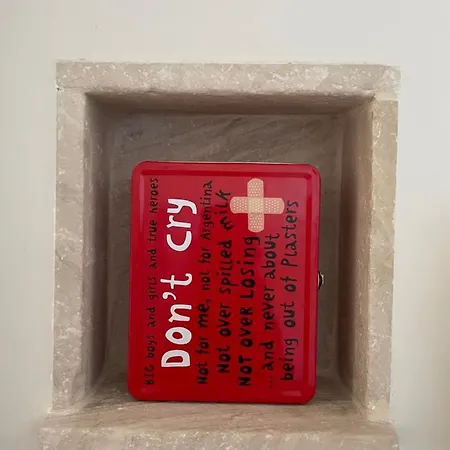 BIG boys and girls and true heroes
Don't cry
Not for me, not for Argentina
Not over spilled milk
NOT OVER LOSING
...and never about
being out of Plasters